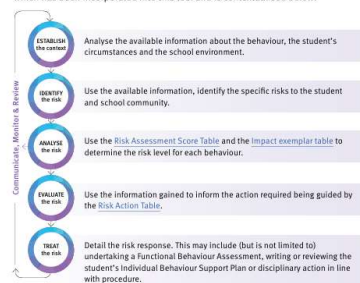 Communicate, Monitor & Review
ESTABLISH
the context
Analyse the available information about the behaviour, the student's
circumstances and the school environment.
IDENTIFY
the risk
Use the available information, identify the specific risks to the student
and school community.
ANALYSE
the risk
Use the Risk Assessment Score Table and the Impact exemplar table to
determine the risk level for each behaviour.
EVALUATE
the risk
Use the information gained to inform the action required being guided by
the Risk Action Table.
TREAT
the risk
Detail the risk response. This may include (but is not limited to)
undertaking a Functional Behaviour Assessment, writing or reviewing the
student's Individual Behaviour Support Plan or disciplinary action in line
with procedure.